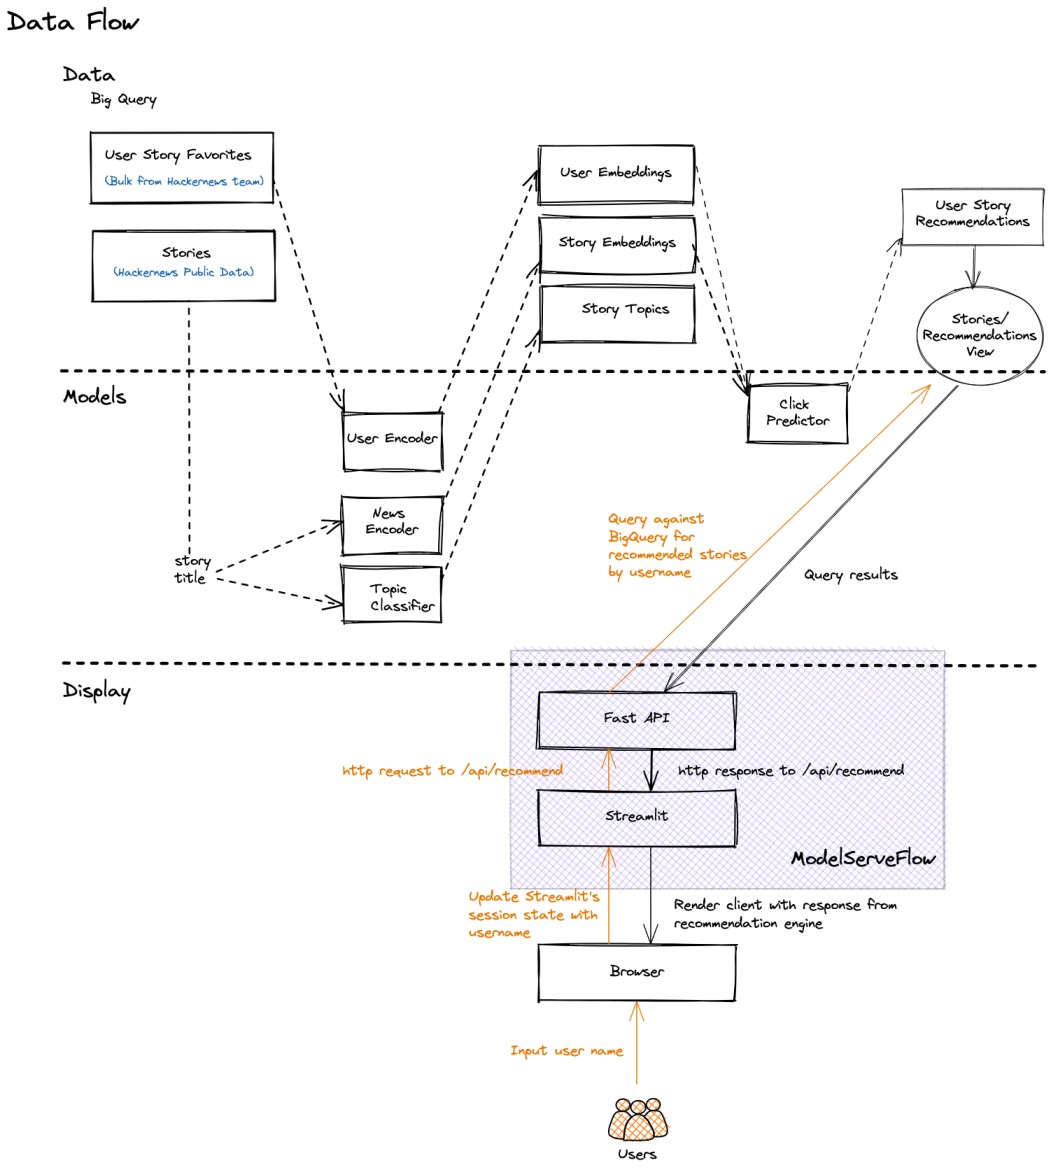 Data Flow
Data
Big Query
User Story Favorites
(Bulk from Hackernews team)
Stories
(Hackernews Public Data)
User Embeddings
Story Embeddings
Story Topics
User Story
Recommendations
Stories/
Recommendations
View
Models
User Encoder
News
Encoder
Topic
Classifier
story
title
Click
Predictor
Query against
BigQuery for
recommended stories
by username
Query results
Display
Fast API
http request to /api/recommend
http response to /api/recommend
Streamlit
ModelServeFlow
Update Streamlit's
session state with
username
Render client with response from
recommendation engine
Browser
Input user name
Users